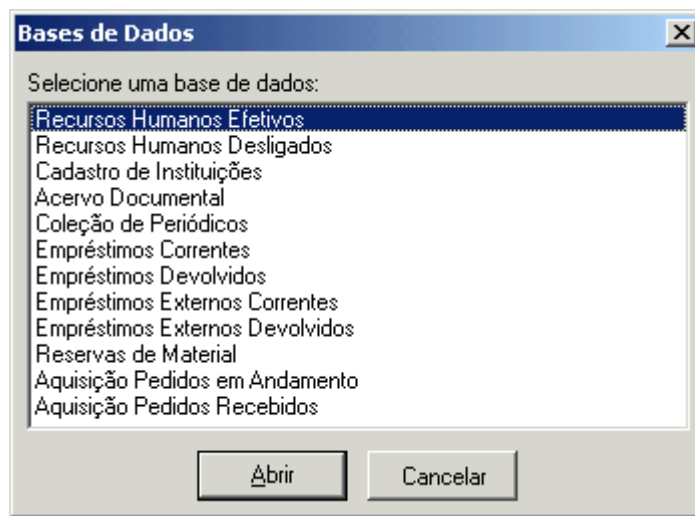 Bases de Dados
Selecione uma base de dados:
Recursos Humanos Efetivos
Recursos Humanos Desligados
Cadastro de Instituições
Acervo Documental
Coleção de Periódicos
Empréstimos Correntes
Empréstimos Devolvidos
Empréstimos Externos Correntes
Empréstimos Externos Devolvidos
Reservas de Material
Aquisição Pedidos em Andamento
Aquisição Pedidos Recebidos
Abrir Cancelar